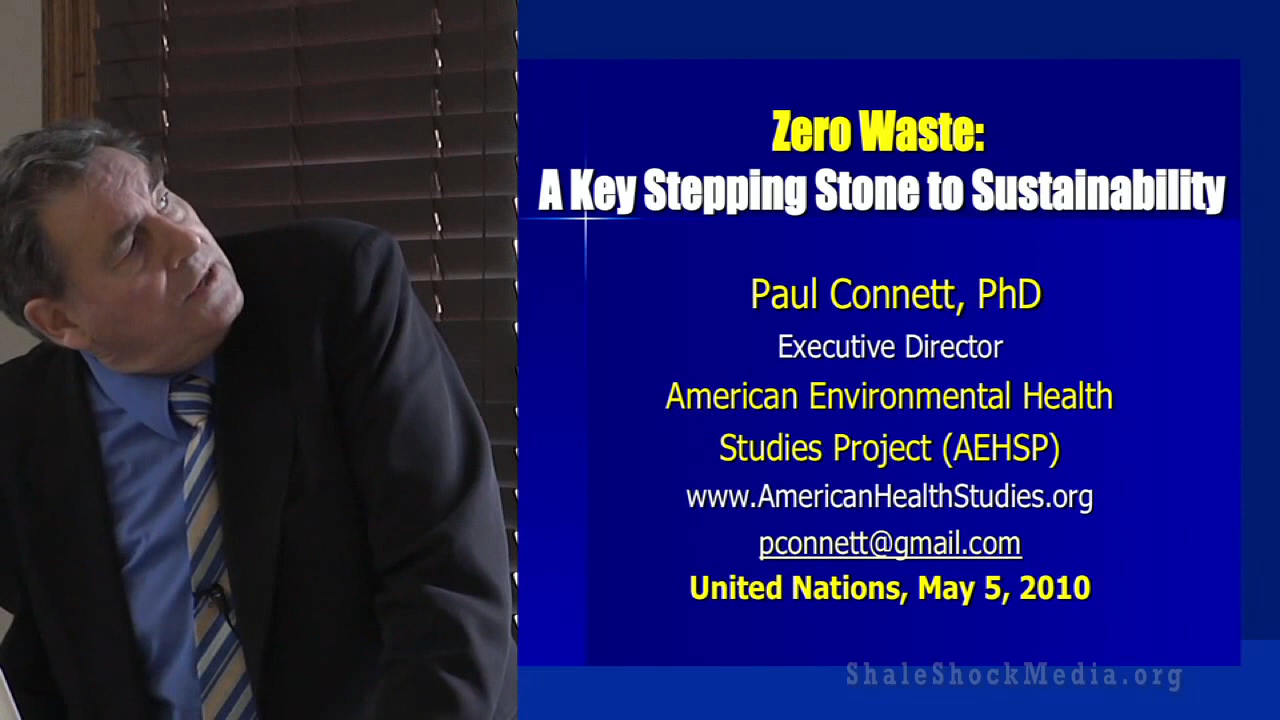 Zero Waste:
A Key Stepping Stone to Sustainability
Paul Connett, PhD
Executive Director
American Environmental Health
Studies Project (AEHSP)
www.AmericanHealthStudies.org
pconnett@gmail.com
United Nations, May 5, 2010
ShaleShockMedia.org